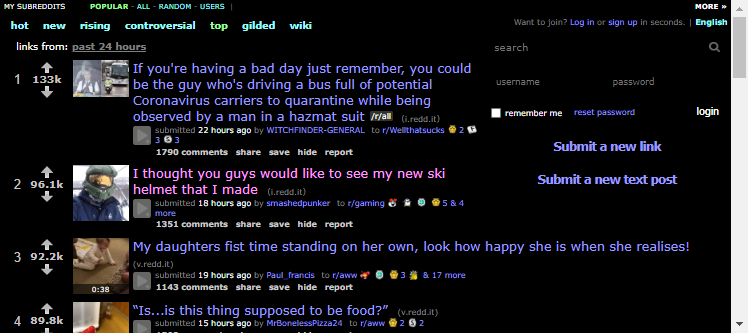 MY SUBREDDITS POPULAR - ALL - RANDOM - USERS | MORE »
hot new rising controversial top gilded wiki
Want to join? Log in or sign up in seconds. | English
links from: past 24 hours
search
username password
remember me reset password login
Submit a new link
Submit a new text post
1
133k
If you're having a bad day just remember, you could
be the guy who's driving a bus full of potential
Coronavirus carriers to quarantine while being
observed by a man in a hazmat suit /r/all (i.redd.it)
submitted 22 hours ago by WITCHFINDER-GENERAL to r/Wellthatsucks 2
3 3
1790 comments share save hide report
2
96.1k
I thought you guys would like to see my new ski
helmet that I made (i.redd.it)
submitted 18 hours ago by smashedpunker to r/gaming 5 & 4
more
1351 comments share save hide report
3
92.2k
0:38
My daughters fist time standing on her own, look how happy she is when she realises!
(v.redd.it)
submitted 19 hours ago by Paul_francis to r/aww 3 & 17 more
1143 comments share save hide report
4
89.8k
“Is...is this thing supposed to be food?” (v.redd.it)
submitted 15 hours ago by MrBonelessPizza24 to r/aww 2 2